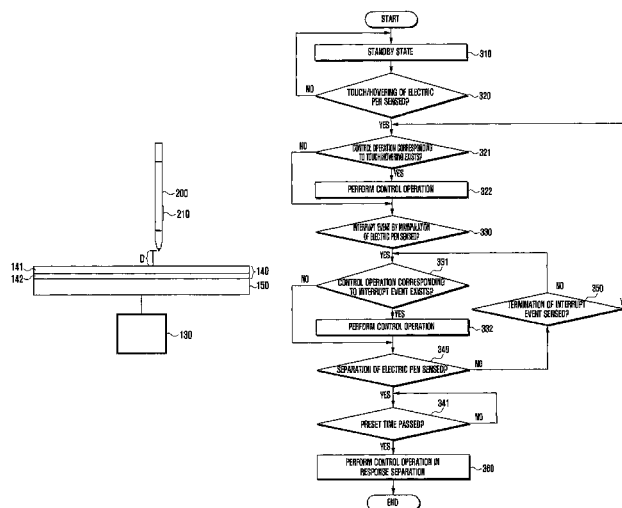 200
210
D
141
142
140
150
130
START
STANDBY STATE
310
TOUCH/HOVERING OF ELECTRIC
PEN SENSED?
320
NO
YES
CONTROL OPERATION CORRESPONDING
TO TOUCH/HOVERING EXISTS?
321
NO
YES
PERFORM CONTROL OPERATION
322
INTERRUPT EVENT BY MANIPULATION
OF ELECTRIC PEN SENSED?
330
YES
331
CONTROL OPERATION CORRESPONDING
TO INTERRUPT EVENT EXISTS?
NO
YES
PERFORM CONTROL OPERATION
332
NO
350
TERMINATION OF INTERRUPT
EVENT SENSED?
SEPARATION OF ELECTRIC PEN SENSED?
NO
YES
341
PRESET TIME PASSED?
NO
YES
PERFORM CONTROL OPERATION IN
RESPONSE SEPARATION
360
END